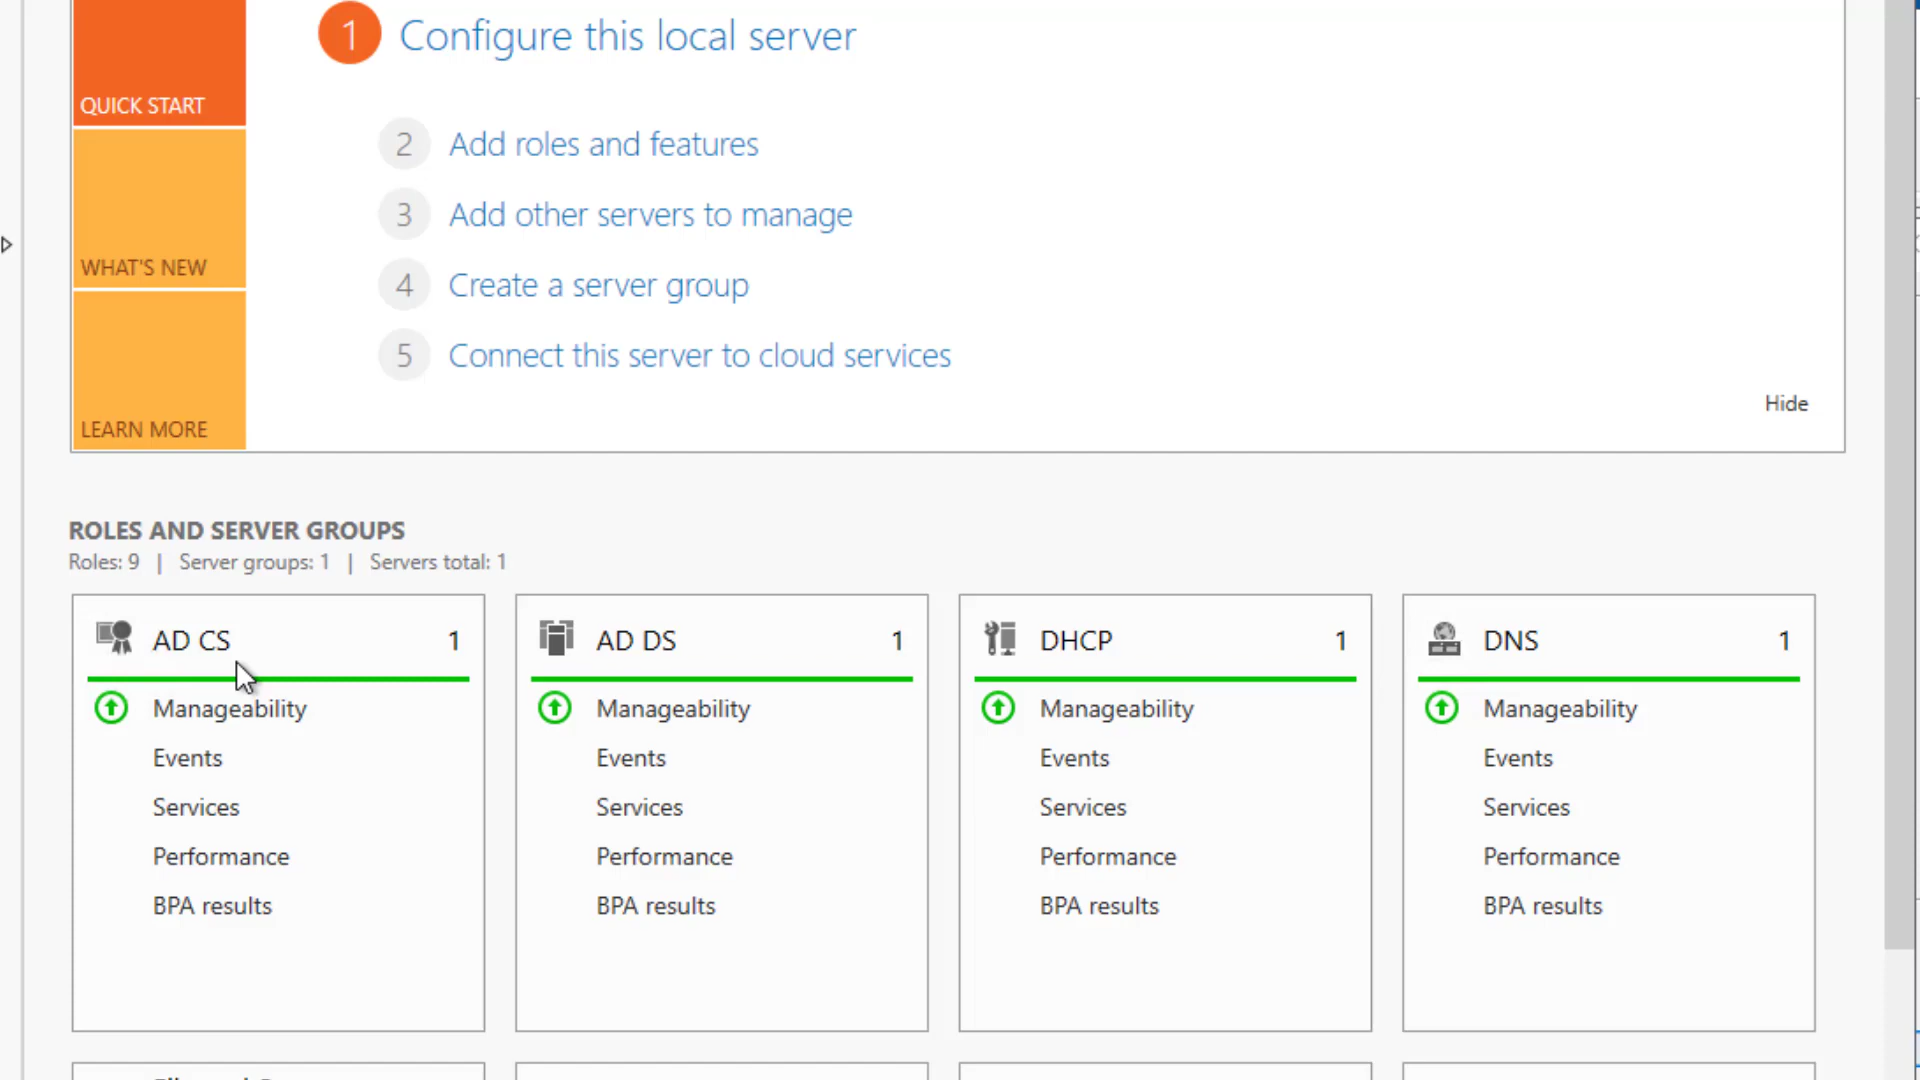 1 Configure this local server
QUICK START
2 Add roles and features
3 Add other servers to manage
WHAT'S NEW
4 Create a server group
5 Connect this server to cloud services
Hide
LEARN MORE
ROLES AND SERVER GROUPS
Roles: 9 | Server groups: 1 | Servers total: 1
AD CS 1
Manageability
Events
Services
Performance
BPA results
AD DS 1
Manageability
Events
Services
Performance
BPA results
DHCP 1
Manageability
Events
Services
Performance
BPA results
DNS 1
Manageability
Events
Services
Performance
BPA results